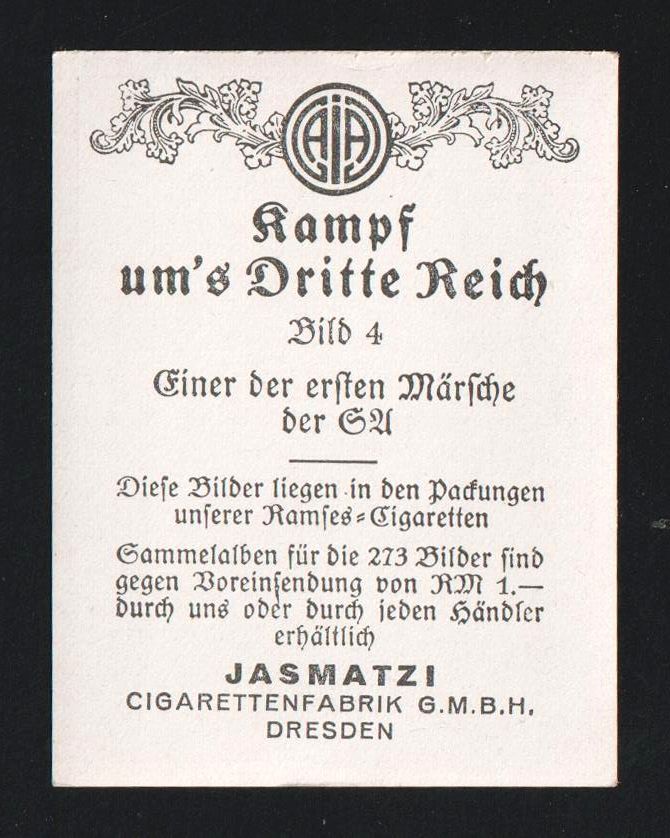 Kampf
um's Dritte Reich
Bild 4
Einer der ersten Märsche
der SA
Diese Bilder liegen in den Packungen
unserer Ramses=Cigaretten
Sammelalben für die 273 Bilder sind
gegen Voreinsendung von RM 1.—
durch uns oder durch jeden Händler
erhältlich
JASMATZI
CIGARETTENFABRIK G.M.B.H.
DRESDEN